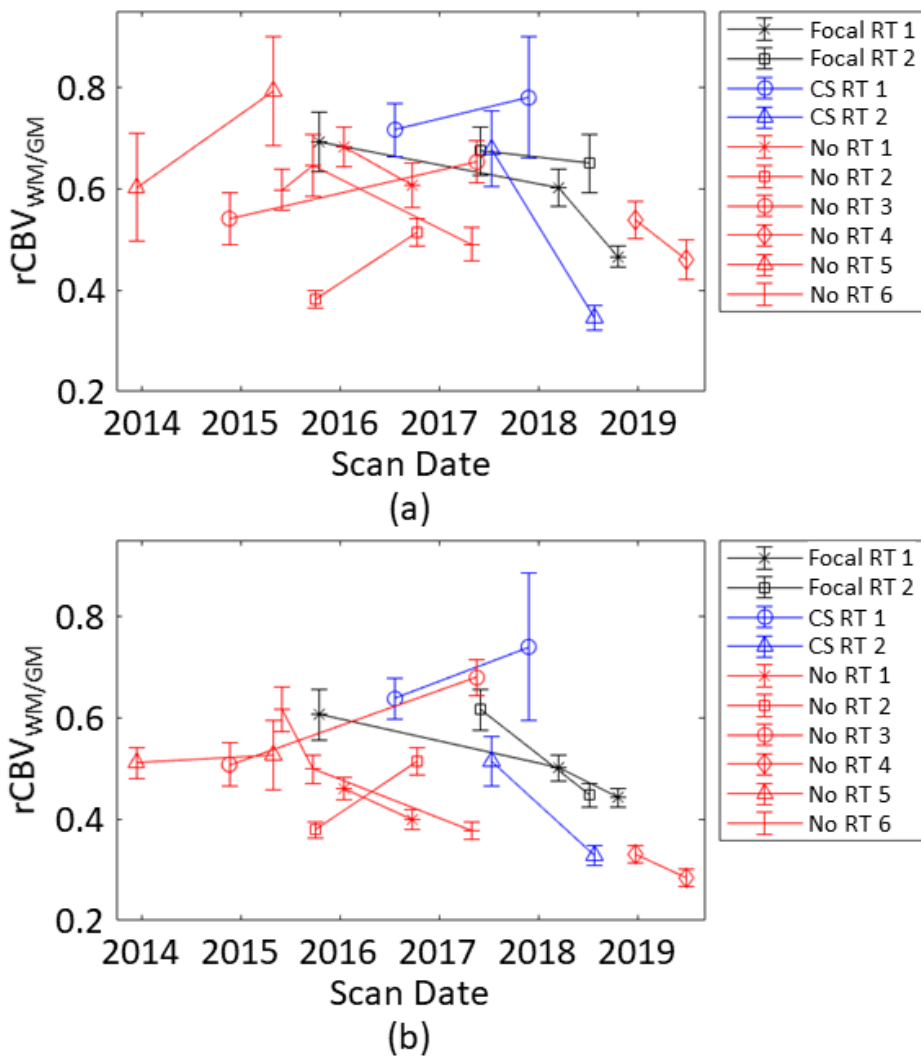 Focal RT 1
Focal RT 2
CS RT 1
CS RT 2
No RT 1
No RT 2
No RT 3
No RT 4
No RT 5
No RT 6
0.8
0.6
0.4
0.2
rCBV_WM/GM
2014 2015 2016 2017 2018 2019
Scan Date
(a)
Focal RT 1
Focal RT 2
CS RT 1
CS RT 2
No RT 1
No RT 2
No RT 3
No RT 4
No RT 5
No RT 6
0.8
0.6
0.4
0.2
rCBV_WM/GM
2014 2015 2016 2017 2018 2019
Scan Date
(b)